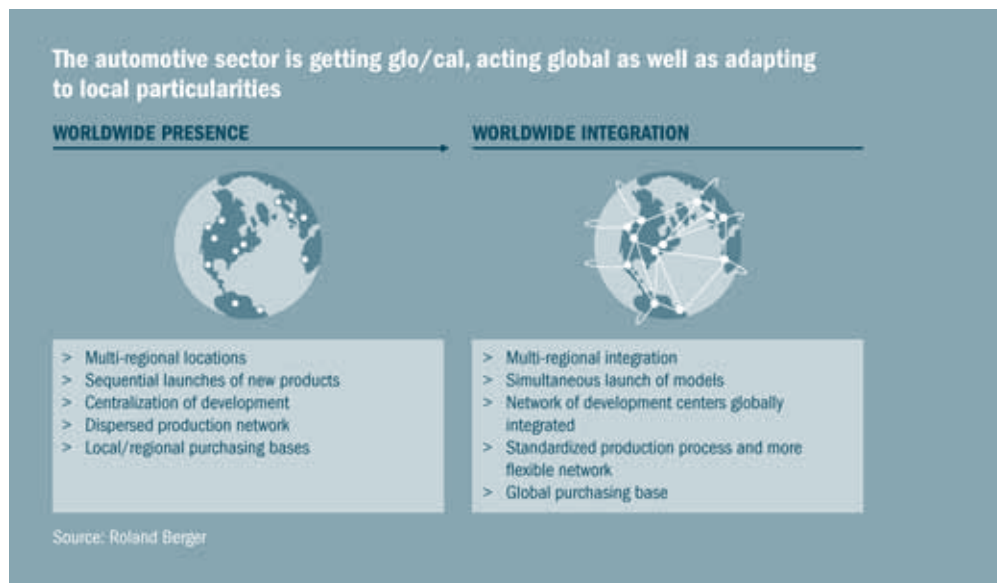 The automotive sector is getting glo/cal, acting global as well as adapting
to local particularities
WORLDWIDE PRESENCE
WORLDWIDE INTEGRATION
> Multi-regional locations
> Sequential launches of new products
> Centralization of development
> Dispersed production network
> Local/regional purchasing bases
> Multi-regional integration
> Simultaneous launch of models
> Network of development centers globally
integrated
> Standardized production process and more
flexible network
> Global purchasing base
Source: Roland Berger